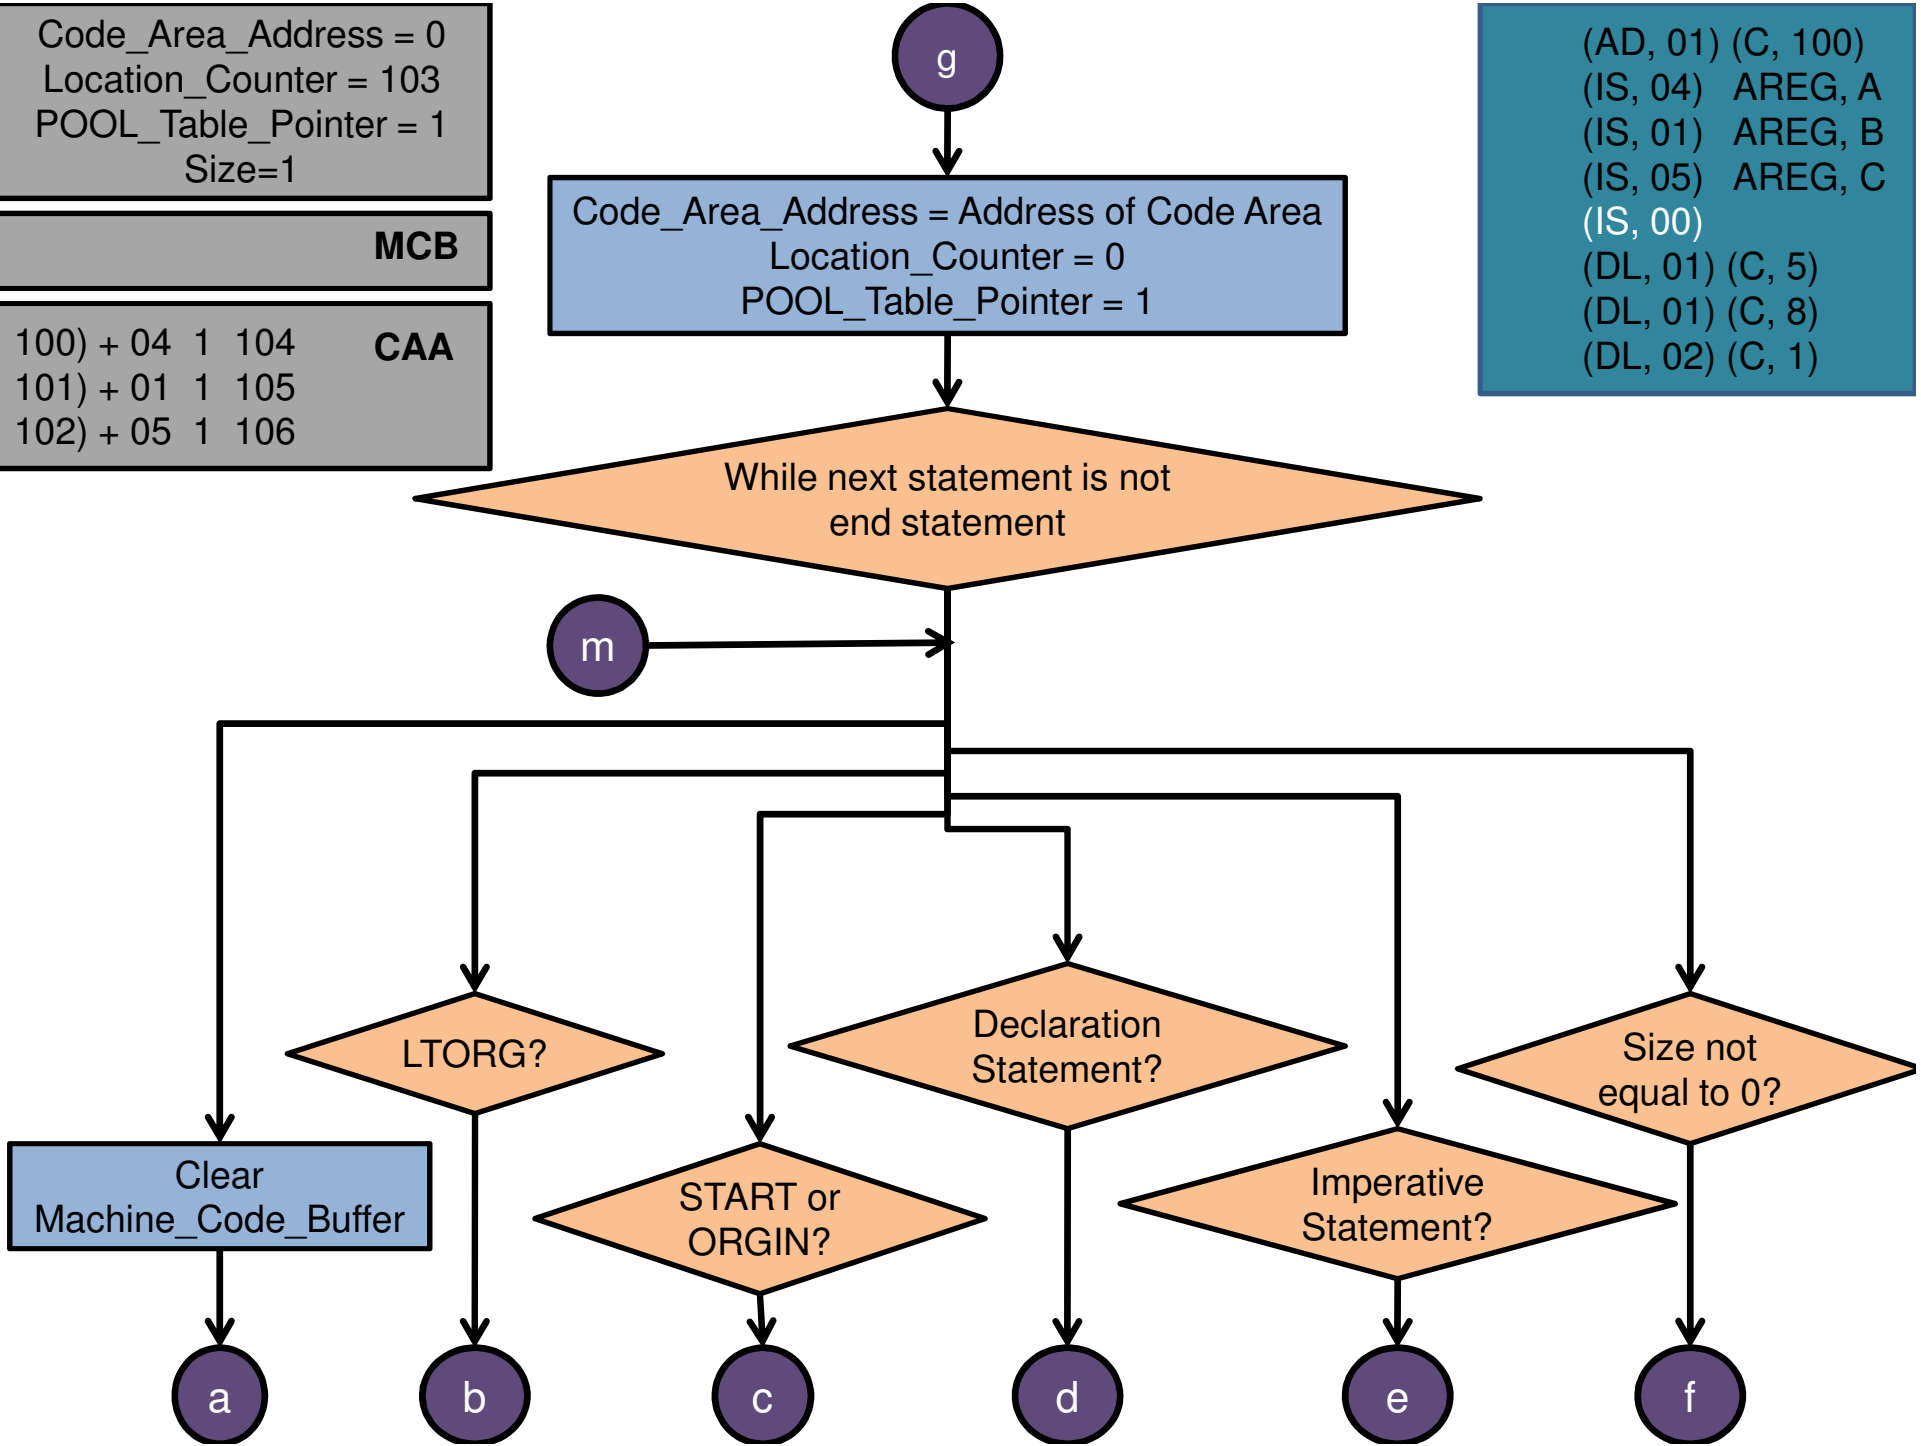 Code_Area_Address = 0
Location_Counter = 103
POOL_Table_Pointer = 1
Size=1
MCB
100) + 04 1 104 CAA
101) + 01 1 105
102) + 05 1 106
g
Code_Area_Address = Address of Code Area
Location_Counter = 0
POOL_Table_Pointer = 1
(AD, 01) (C, 100)
(IS, 04) AREG, A
(IS, 01) AREG, B
(IS, 05) AREG, C
(IS, 00)
(DL, 01) (C, 5)
(DL, 01) (C, 8)
(DL, 02) (C, 1)
While next statement is not
end statement
m
LTORG?
Declaration
Statement?
Size not
equal to 0?
Clear
Machine_Code_Buffer
START or
ORGIN?
Imperative
Statement?
a
b
c
d
e
f